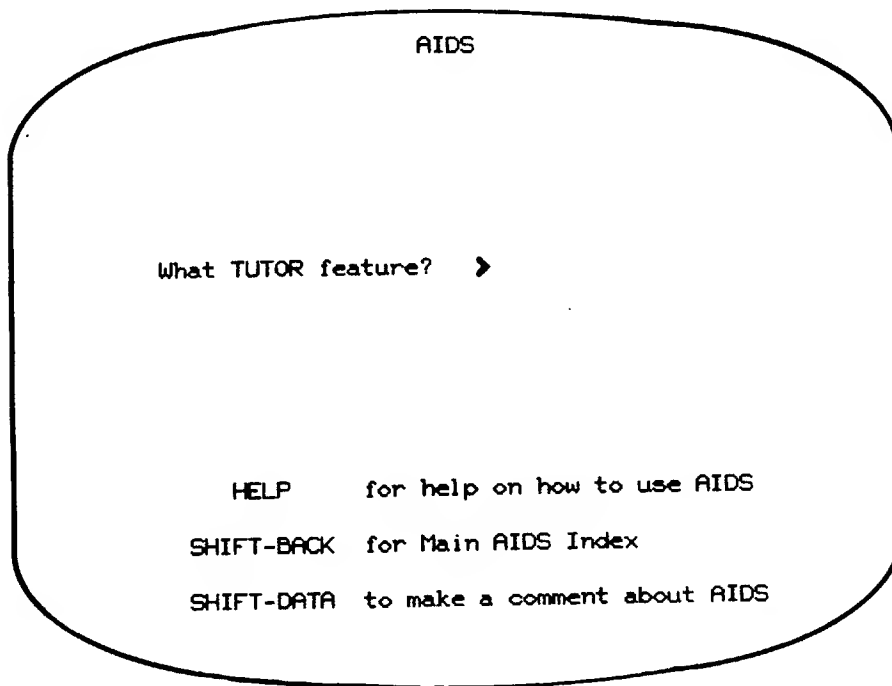 AIDS
What TUTOR feature? >
HELP for help on how to use AIDS
SHIFT-BACK for Main AIDS Index
SHIFT-DATA to make a comment about AIDS